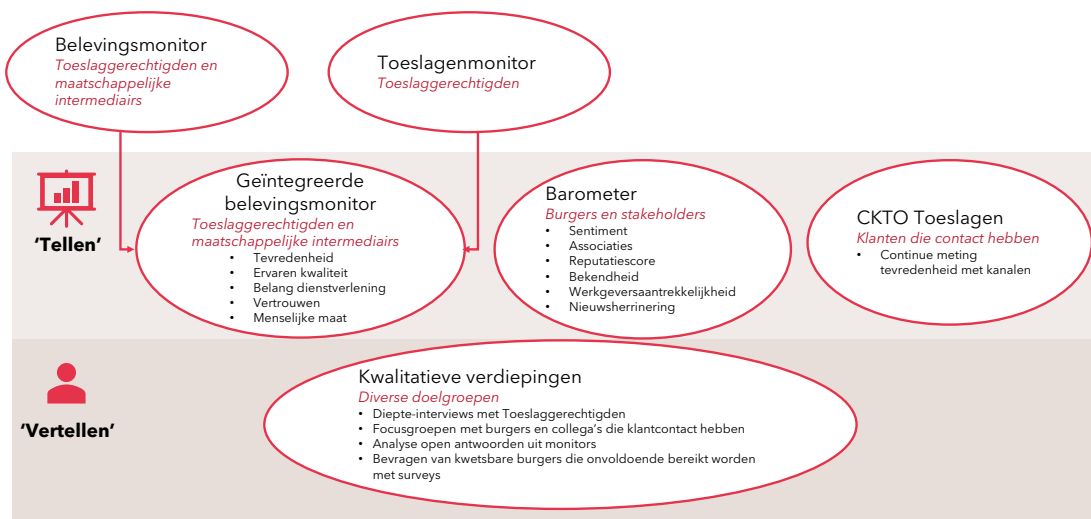 Belevingsmonitor
Toeslaggerechtigden en
maatschappelijke
intermediairs
Toeslagenmonitor
Toeslaggerechtigden
'Tellen'
Geïntegreerde
belevingsmonitor
Toeslaggerechtigden en
maatschappelijke intermediairs
• Tevredenheid
• Ervaren kwaliteit
• Belang dienstverlening
• Vertrouwen
• Menselijke maat
Barometer
Burgers en stakeholders
• Sentiment
• Associaties
• Reputatiescore
• Bekendheid
• Werkgeversaantrekkelijkheid
• Nieuwsherrinering
CKTO Toeslagen
Klanten die contact hebben
• Continue meting
tevredenheid met kanalen
'Vertellen'
Kwalitatieve verdiepingen
Diverse doelgroepen
• Diepte-interviews met Toeslaggerechtigden
• Focusgroepen met burgers en collega's die klantcontact hebben
• Analyse open antwoorden uit monitors
• Bevragen van kwetsbare burgers die onvoldoende bereikt worden
met surveys